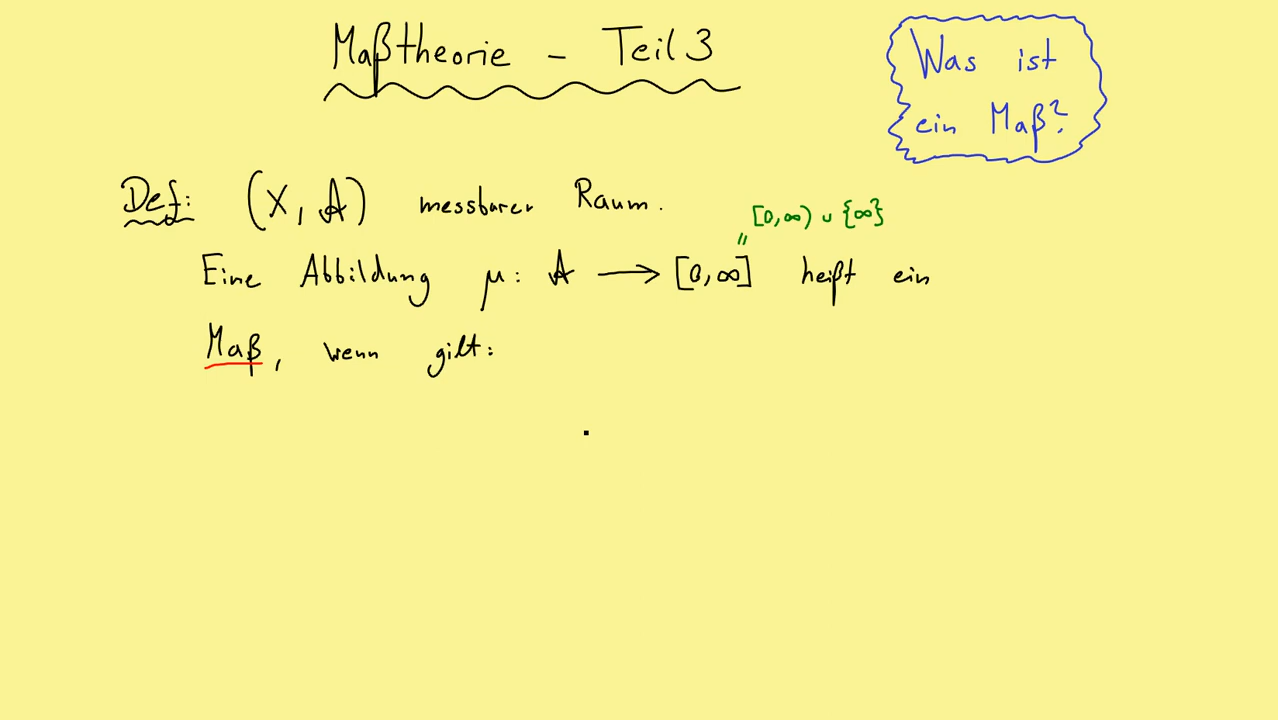 Maßtheorie - Teil 3
Was ist
ein Maß?
Def: (X, 𝒜) messbarer Raum.
[0,∞) ∪ {∞}
=
Eine Abbildung μ: 𝒜 ⟶ [0,∞] heißt ein
Maß, wenn gilt: